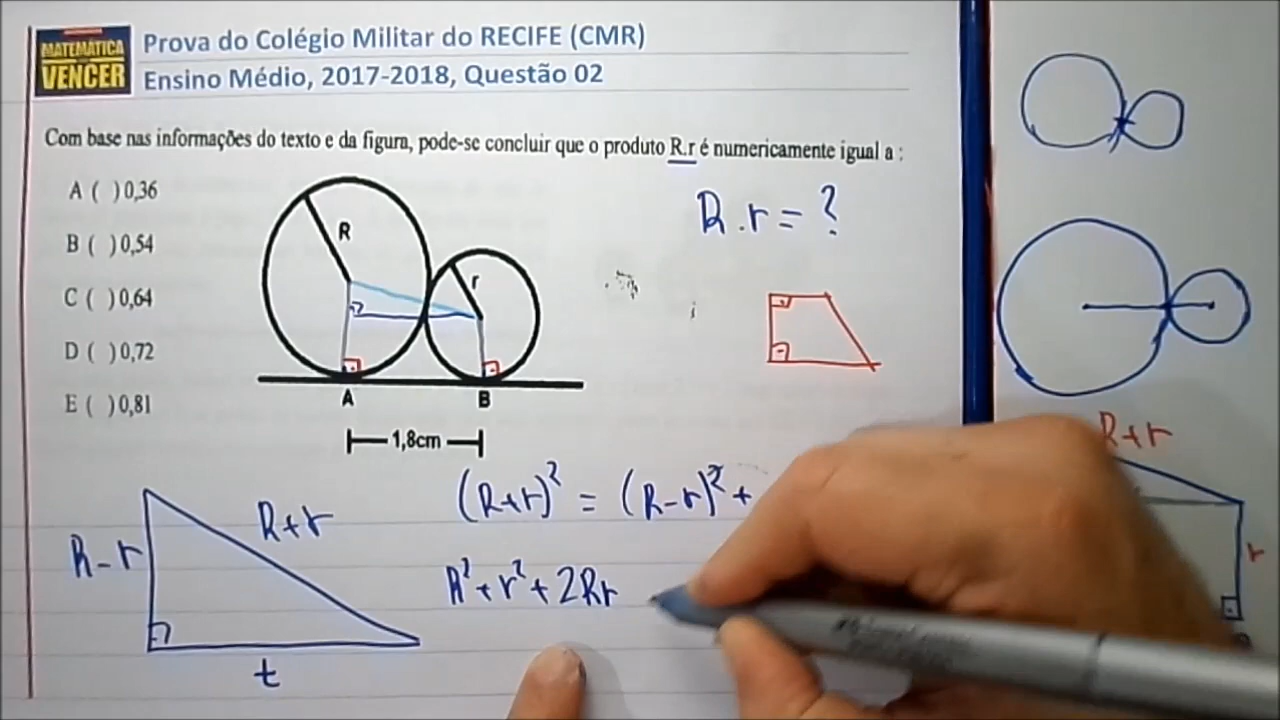 MATEMÁTICA
VENCER
Prova do Colégio Militar do RECIFE (CMR)
Ensino Médio, 2017-2018, Questão 02
Com base nas informações do texto e da figura, pode-se concluir que o produto R.r é numericamente igual a :
A ( ) 0,36
B ( ) 0,54
C ( ) 0,64
D ( ) 0,72
E ( ) 0,81
R
r
A
B
1,8cm
R.r = ?
R+r
r
R-r
R+r
t
(R+r)² = (R-r)² +
R² + r² + 2Rr